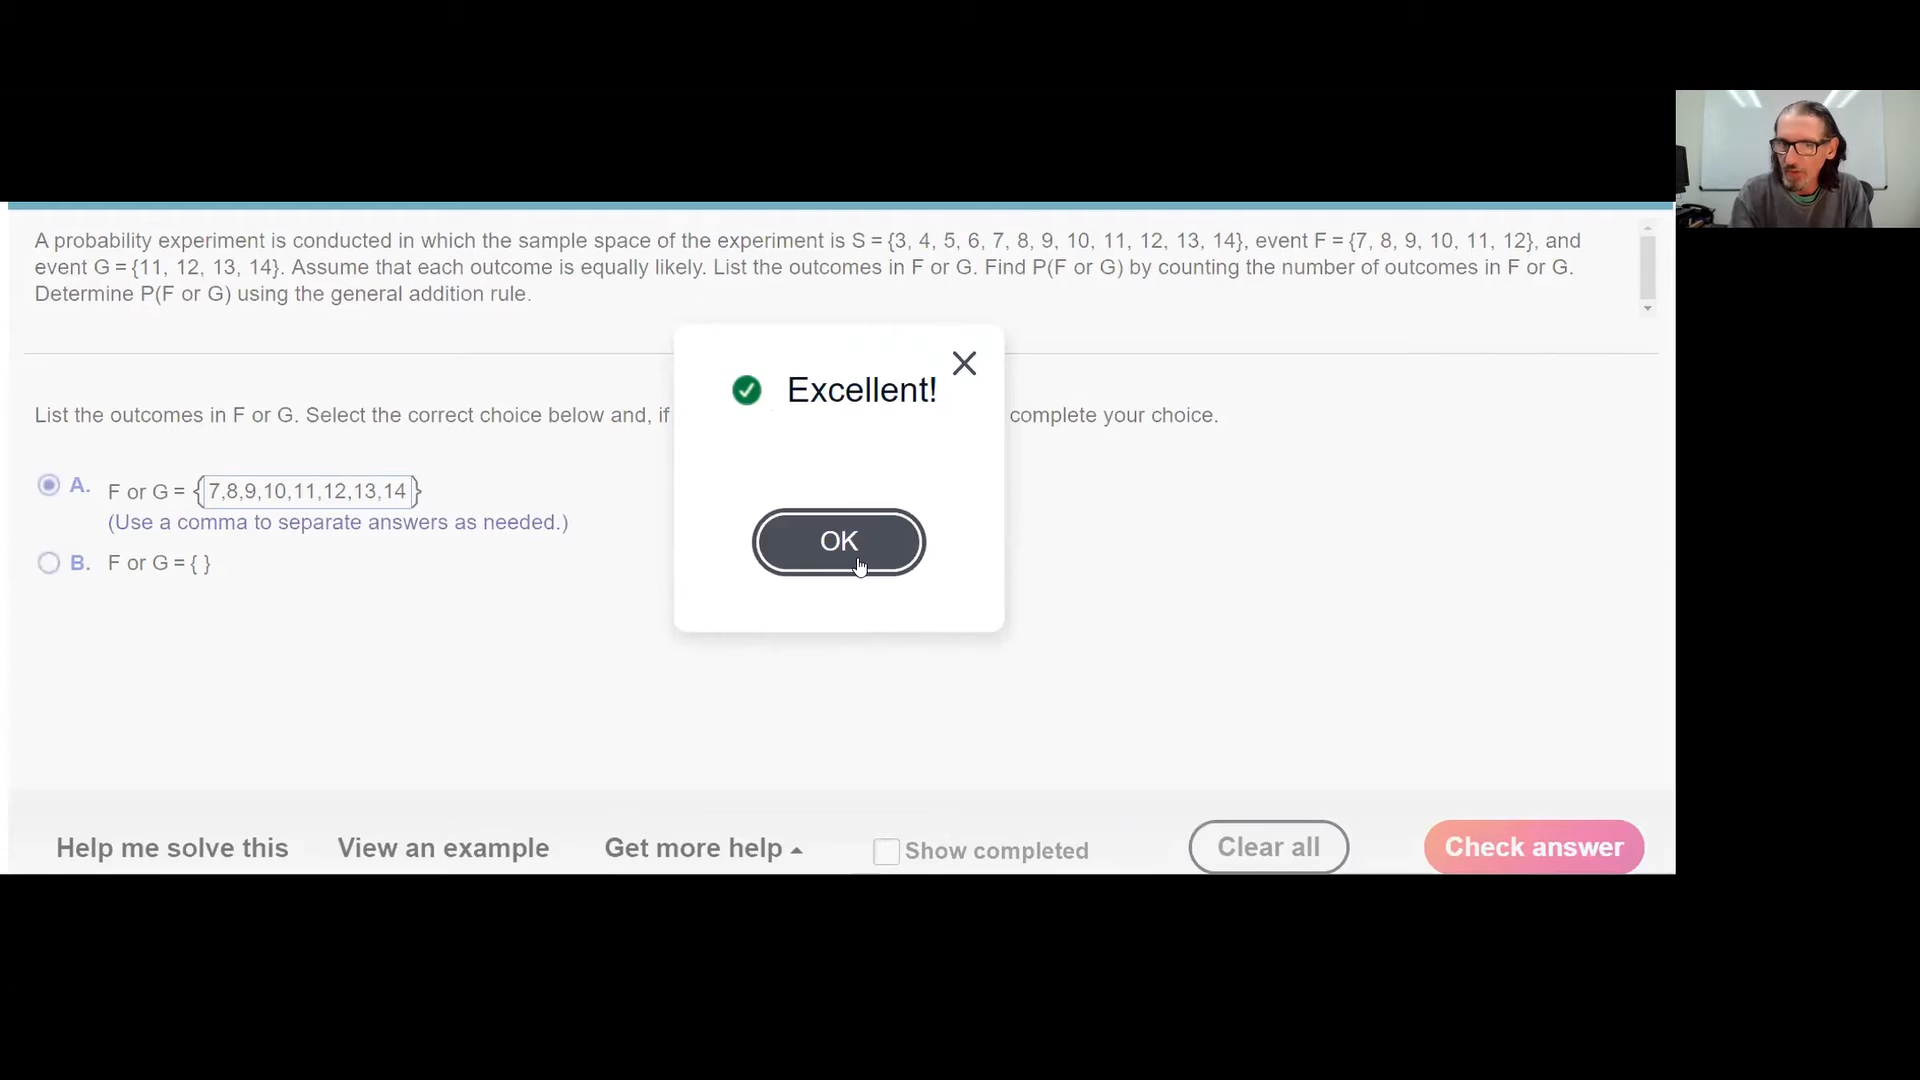 A probability experiment is conducted in which the sample space of the experiment is S = {3, 4, 5, 6, 7, 8, 9, 10, 11, 12, 13, 14}, event F = {7, 8, 9, 10, 11, 12}, and
event G = {11, 12, 13, 14}. Assume that each outcome is equally likely. List the outcomes in F or G. Find P(F or G) by counting the number of outcomes in F or G.
Determine P(F or G) using the general addition rule.
Excellent!
List the outcomes in F or G. Select the correct choice below and, if
complete your choice.
A. F or G = {7,8,9,10,11,12,13,14}
(Use a comma to separate answers as needed.)
OK
B. F or G = { }
Help me solve this
View an example
Get more help
Show completed
Clear all
Check answer